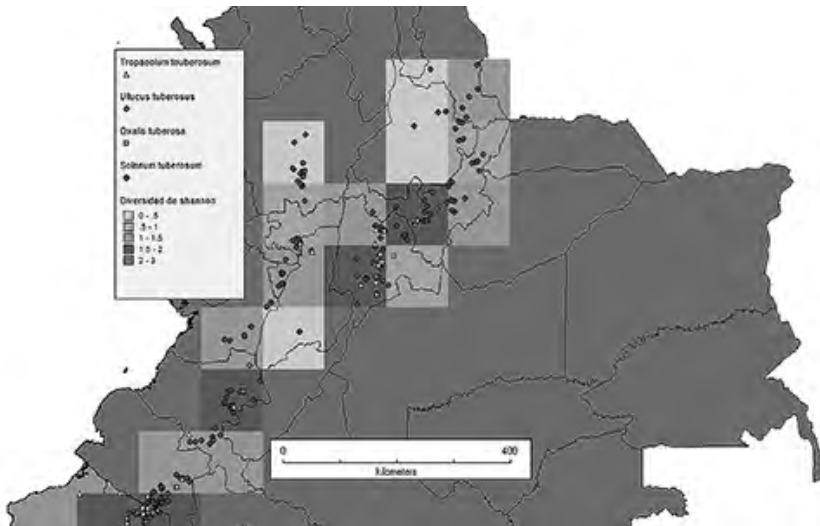 Tropaeolum touberosum
Ullucus tuberosus
Oxalis tuberosa
Solanum tuberosum
Diversidad de shannon
0 - .5
.5 - 1
1 - 1.5
1.5 - 2
2 - 3
0
400
Kilometers